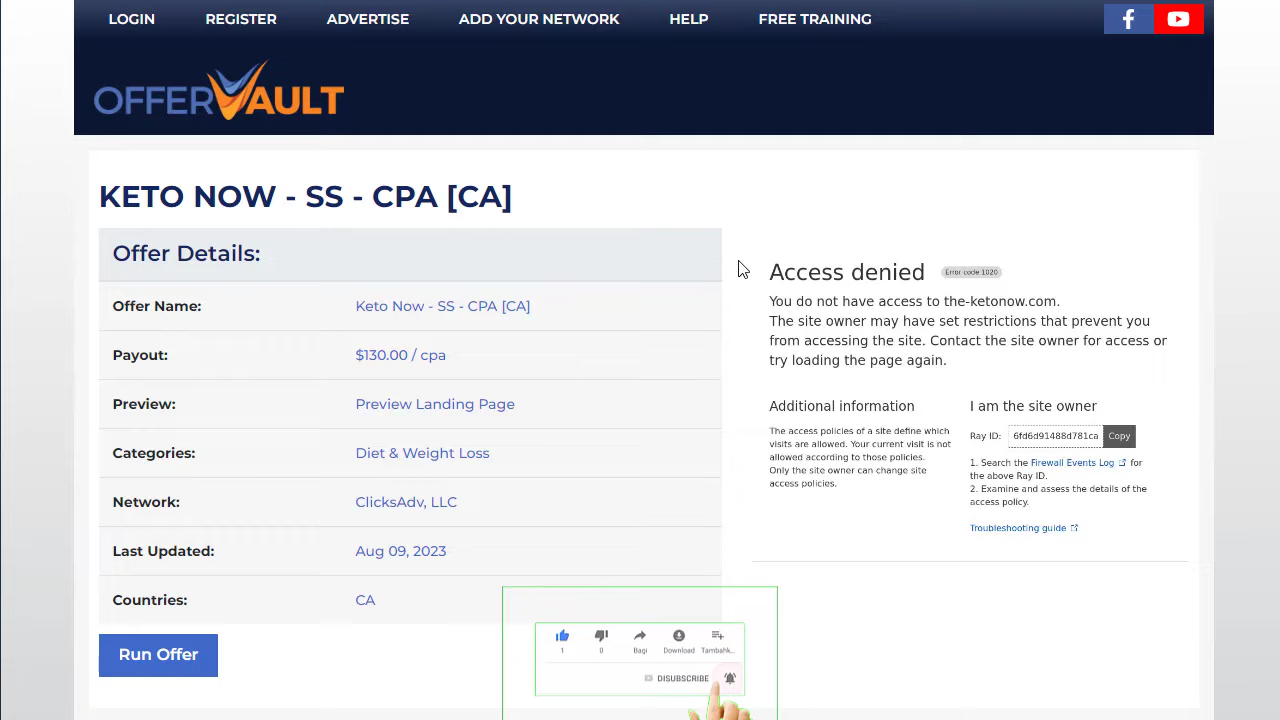 LOGIN REGISTER ADVERTISE ADD YOUR NETWORK HELP FREE TRAINING
OFFERVAULT
KETO NOW - SS - CPA [CA]
Offer Details:
Offer Name: Keto Now - SS - CPA [CA]
Payout: $130.00 / cpa
Preview: Preview Landing Page
Categories: Diet & Weight Loss
Network: ClicksAdv, LLC
Last Updated: Aug 09, 2023
Countries: CA
Run Offer
Access denied Error code 1020
You do not have access to the-ketonow.com.
The site owner may have set restrictions that prevent you
from accessing the site. Contact the site owner for access or
try loading the page again.
Additional information
The access policies of a site define which
visits are allowed. Your current visit is not
allowed according to those policies.
Only the site owner can change site
access policies.
I am the site owner
Ray ID: 6fd6d91488d781ca Copy
1. Search the Firewall Events Log for
the above Ray ID.
2. Examine and assess the details of the
access policy.
Troubleshooting guide
1 0 Bagi Download Tambahk...
DISUBSCRIBE